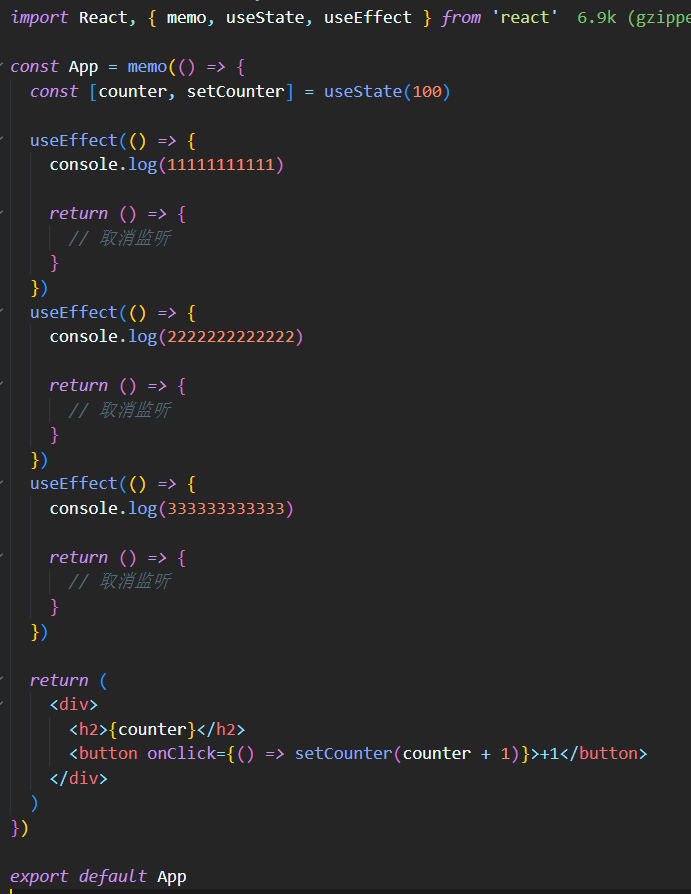 import React, { memo, useState, useEffect } from 'react'  6.9k (gzippe
const App = memo(() => {
  const [counter, setCounter] = useState(100)
  useEffect(() => {
    console.log(11111111111)
    return () => {
      // 取消监听
    }
  })
  useEffect(() => {
    console.log(2222222222222)
    return () => {
      // 取消监听
    }
  })
  useEffect(() => {
    console.log(333333333333)
    return () => {
      // 取消监听
    }
  })
  return (
    <div>
      <h2>{counter}</h2>
      <button onClick={() => setCounter(counter + 1)}>+1</button>
    </div>
  )
})
export default App